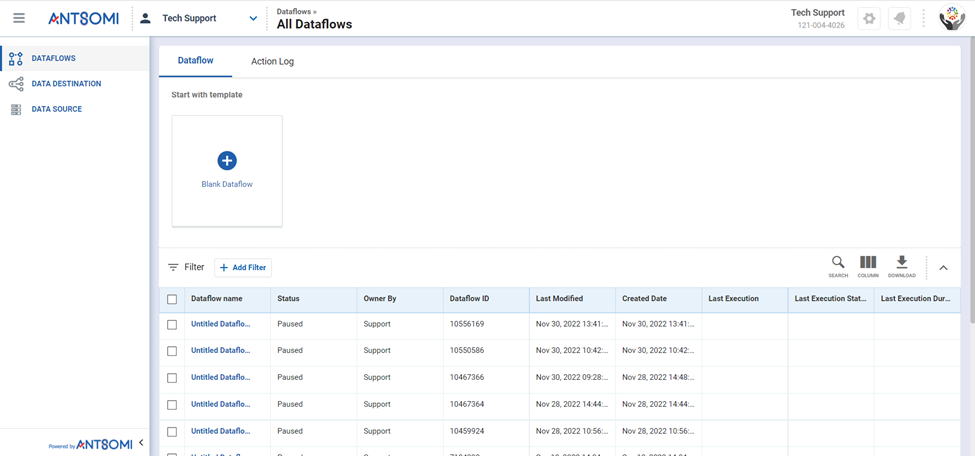 ANTSOMI
Tech Support
Dataflows »
All Dataflows
Tech Support
121-004-4026
DATAFLOWS
DATA DESTINATION
DATA SOURCE
Dataflow Action Log
Start with template
Blank Dataflow
Filter Add Filter
SEARCH COLUMN DOWNLOAD
Dataflow name Status Owner By Dataflow ID Last Modified Created Date Last Execution Last Execution Stat... Last Execution Dur...
Untitled Dataflo... Paused Support 10556169 Nov 30, 2022 13:41:... Nov 30, 2022 13:41:...
Untitled Dataflo... Paused Support 10550586 Nov 30, 2022 10:42:... Nov 30, 2022 10:42:...
Untitled Dataflo... Paused Support 10467366 Nov 30, 2022 09:28:... Nov 28, 2022 14:48:...
Untitled Dataflo... Paused Support 10467364 Nov 28, 2022 14:44:... Nov 28, 2022 14:44:...
Untitled Dataflo... Paused Support 10459924 Nov 28, 2022 10:56:... Nov 28, 2022 10:56:...
Powered by ANTSOMI